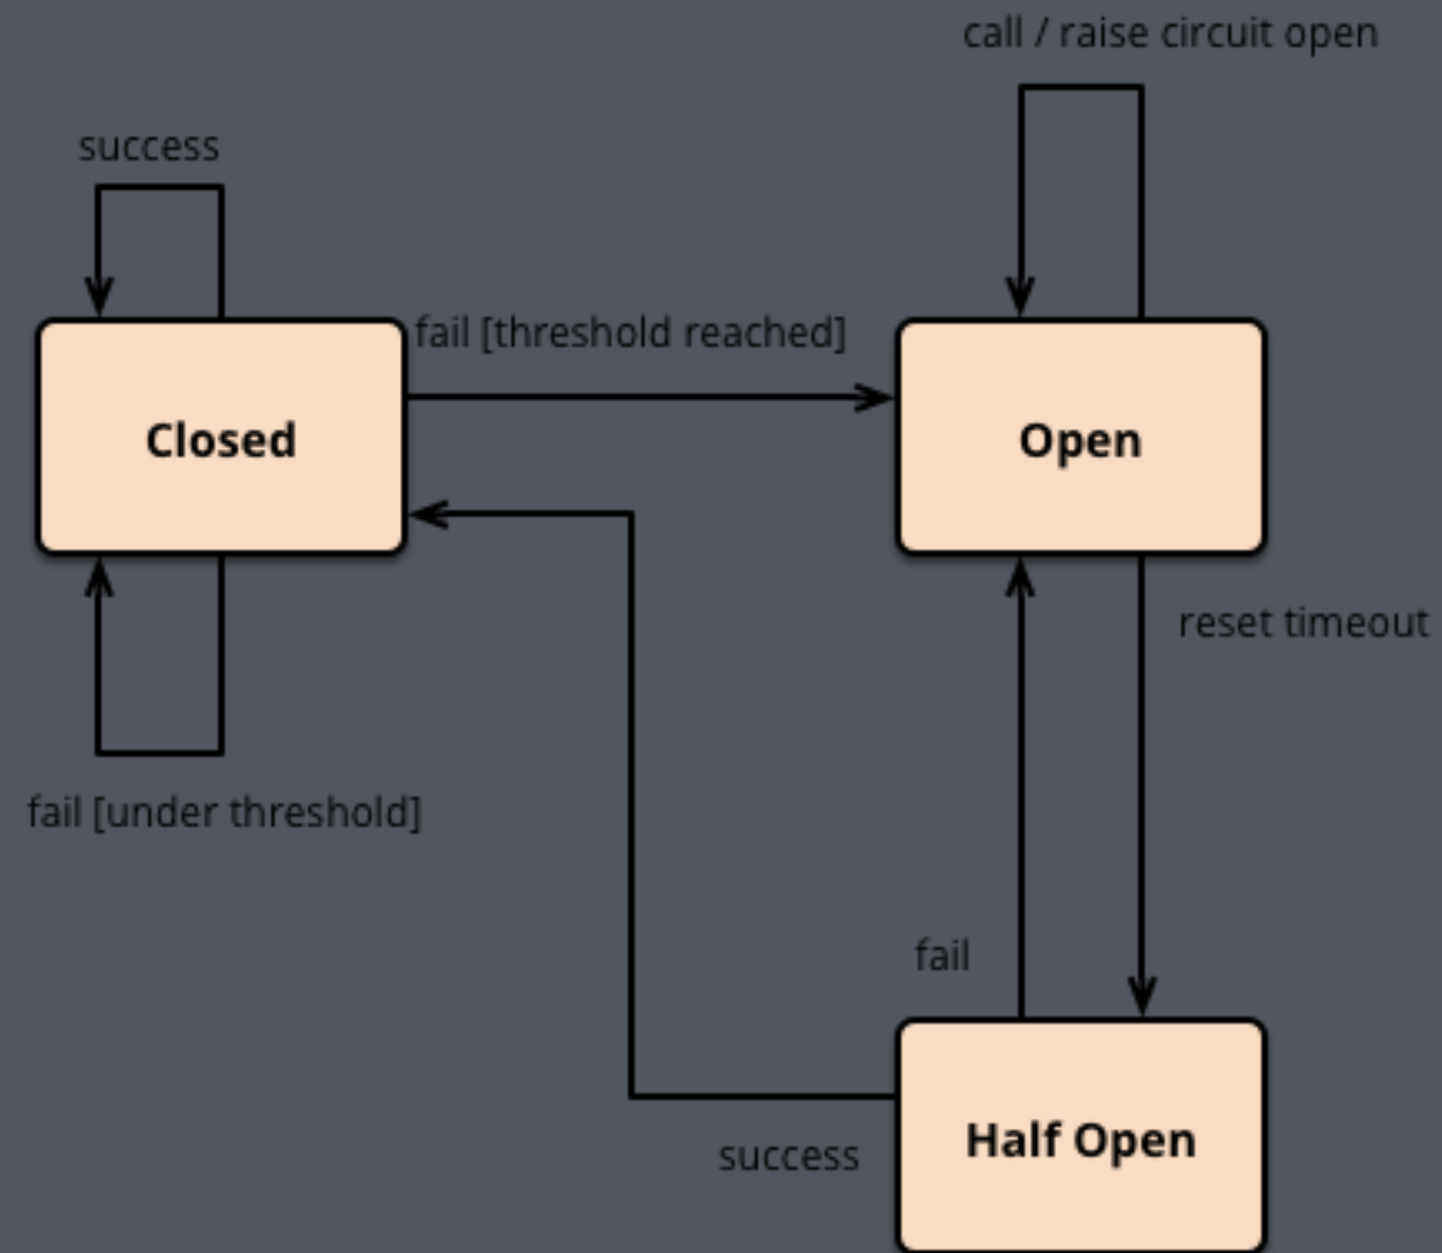 call / raise circuit open
success
fail [threshold reached]
Closed
Open
reset timeout
fail [under threshold]
fail
Half Open
success